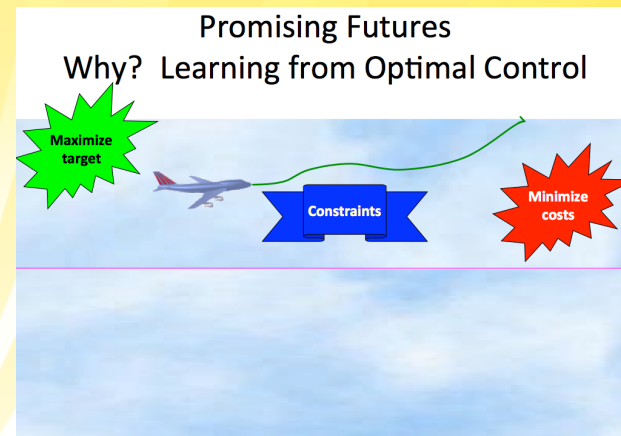 Promising Futures
Why? Learning from Optimal Control
Maximize
target
Constraints
Minimize
costs